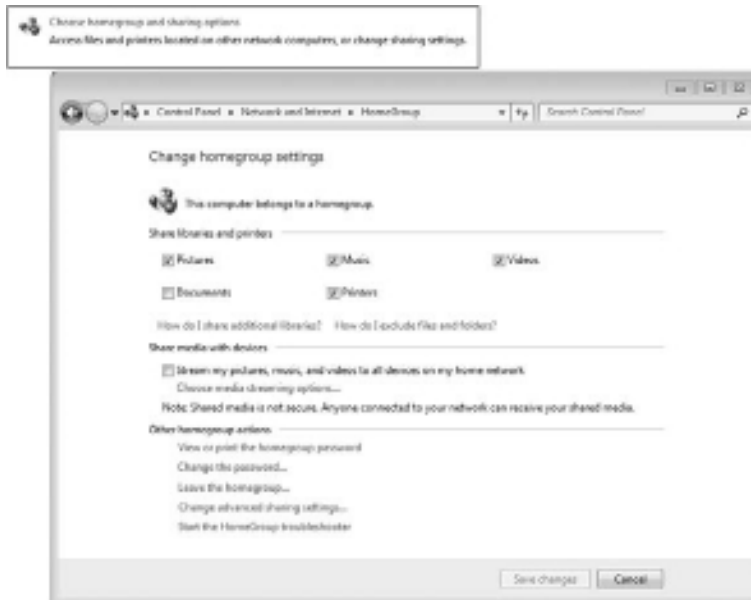 Choose homegroup and sharing options
Access files and printers located on other network computers, or change sharing settings.
Control Panel Network and Internet HomeGroup Search Control Panel
Change homegroup settings
This computer belongs to a homegroup.
Share libraries and printers
Pictures Music Videos
Documents Printers
How do I share additional libraries? How do I exclude files and folders?
Share media with devices
Stream my pictures, music, and videos to all devices on my home network
Choose media streaming options...
Note: Shared media is not secure. Anyone connected to your network can receive your shared media.
Other homegroup actions
View or print the homegroup password
Change the password...
Leave the homegroup...
Change advanced sharing settings...
Start the HomeGroup troubleshooter
Save changes Cancel